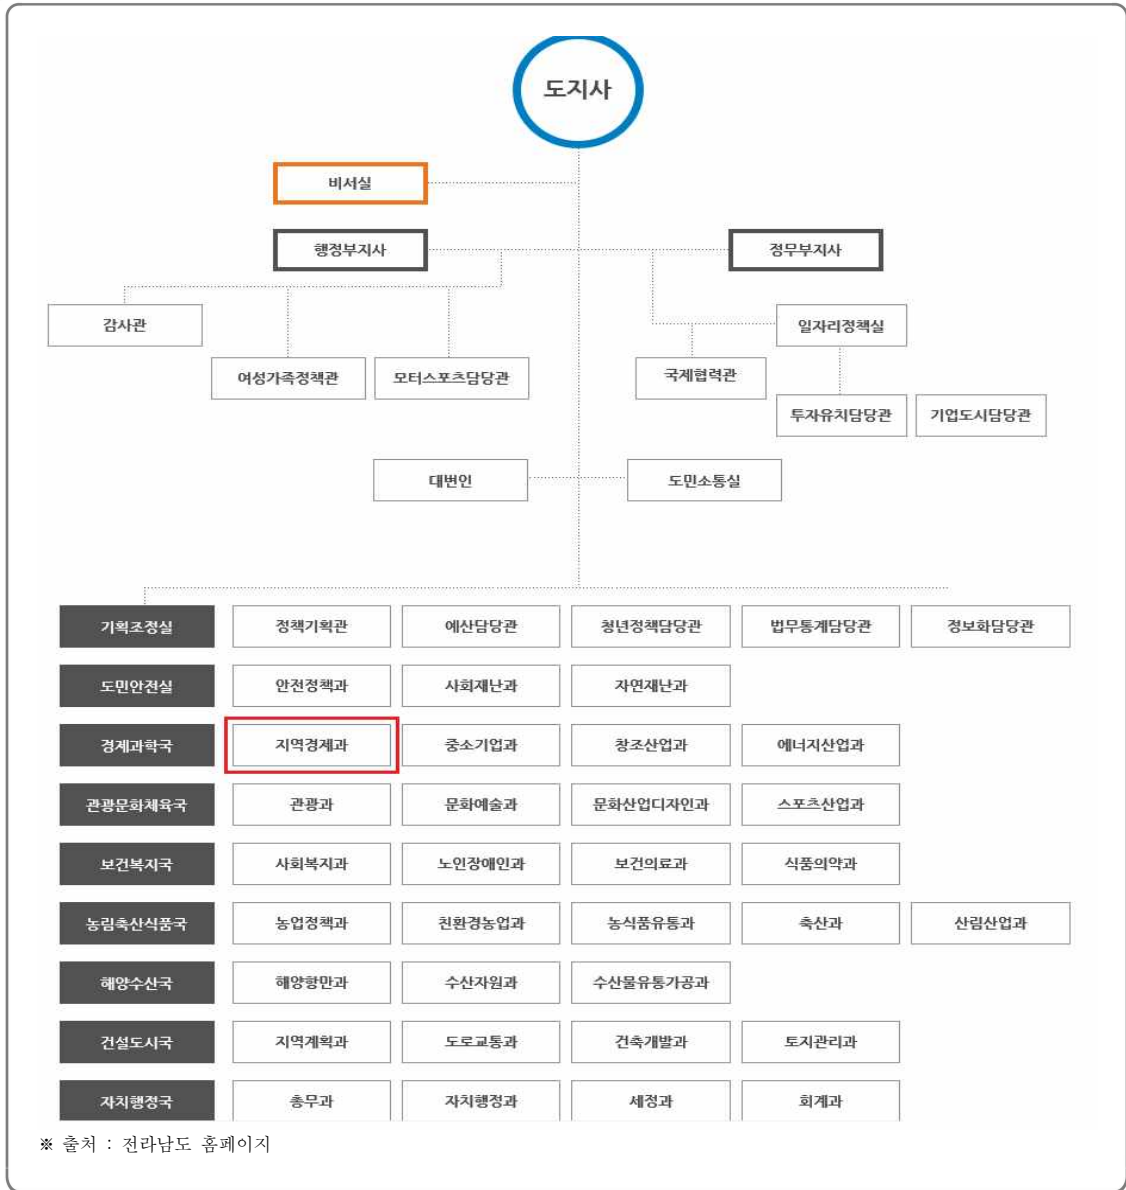 도지사
비서실
행정부지사 정무부지사
감사관 일자리정책실
여성가족정책관 모터스포츠담당관 국제협력관
투자유치담당관 기업도시담당관
대변인 도민소통실
기획조정실 정책기획관 예산담당관 청년정책담당관 법무통계담당관 정보화담당관
도민안전실 안전정책과 사회재난과 자연재난과
경제과학국 지역경제과 중소기업과 창조산업과 에너지산업과
관광문화체육국 관광과 문화예술과 문화산업디자인과 스포츠산업과
보건복지국 사회복지과 노인장애인과 보건의료과 식품의약과
농림축산식품국 농업정책과 친환경농업과 농식품유통과 축산과 산림산업과
해양수산국 해양항만과 수산자원과 수산물유통가공과
건설도시국 지역계획과 도로교통과 건축개발과 토지관리과
자치행정국 총무과 자치행정과 세정과 회계과
※ 출처 : 전라남도 홈페이지